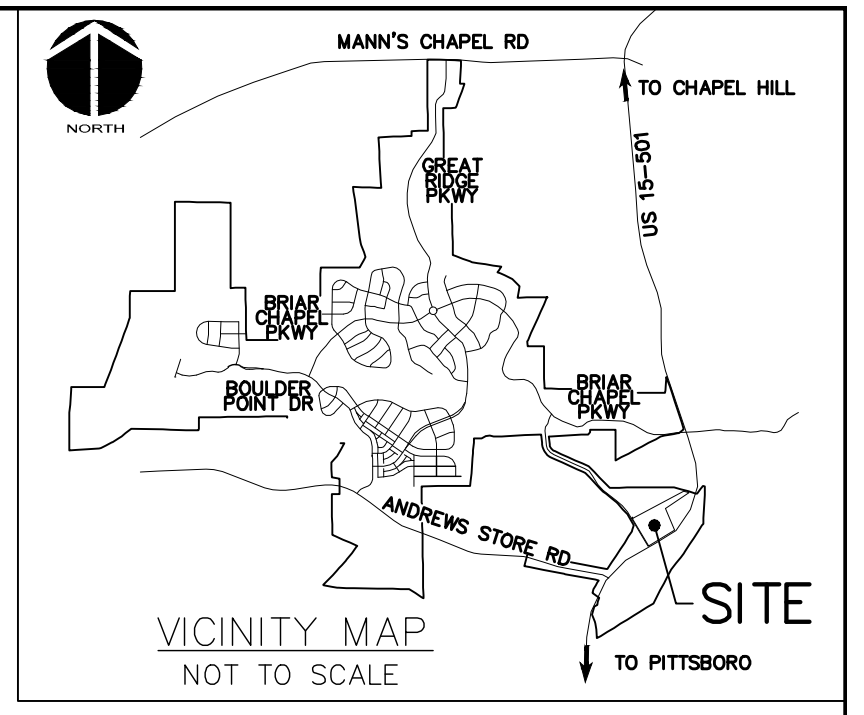 MANN'S CHAPEL RD
TO CHAPEL HILL
NORTH
US 15-501
GREAT
RIDGE
PKWY
BRIAR
CHAPEL
PKWY
BOULDER
POINT DR
BRIAR
CHAPEL
PKWY
ANDREWS STORE RD
SITE
VICINITY MAP
NOT TO SCALE
TO PITTSBORO